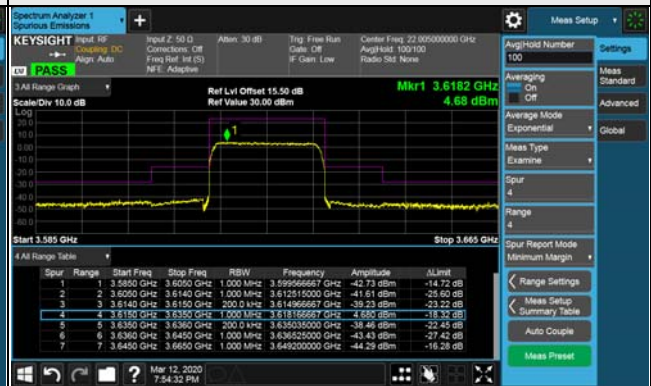 Spectrum Analyzer 1
Spurious Emissions
Meas Setup
KEYSIGHT Input: RF Input Z: 50 Ω Atten: 30 dB Trig: Free Run Center Freq: 22.005000000 GHz
Coupling: DC Corrections: Off Gate: Off Avg|Hold: 100/100
Align: Auto Freq Ref: Int (S) IF Gain: Low Radio Std: None
NFE: Adaptive
PASS
3 All Range Graph
Ref Lvl Offset 15.50 dB
Mkr1 3.6182 GHz
Scale/Div 10.0 dB
Ref Value 30.00 dBm
4.68 dBm
Log
20.0
10.0
0.00
-10.0
-20.0
-30.0
-40.0
-50.0
-60.0
1
Start 3.585 GHz
Stop 3.665 GHz
4 All Range Table
Spur Range Start Freq Stop Freq RBW Frequency Amplitude ΔLimit
1 1 3.5850 GHz 3.6050 GHz 1.000 MHz 3.599566667 GHz -42.73 dBm -14.72 dB
2 2 3.6050 GHz 3.6140 GHz 1.000 MHz 3.612515000 GHz -41.61 dBm -25.60 dB
3 3 3.6140 GHz 3.6150 GHz 200.0 kHz 3.614966667 GHz -39.23 dBm -23.22 dB
4 4 3.6150 GHz 3.6350 GHz 1.000 MHz 3.618166667 GHz 4.680 dBm -18.32 dB
5 5 3.6350 GHz 3.6360 GHz 200.0 kHz 3.635035000 GHz -38.46 dBm -22.45 dB
6 6 3.6360 GHz 3.6450 GHz 1.000 MHz 3.636525000 GHz -43.43 dBm -27.42 dB
7 7 3.6450 GHz 3.6650 GHz 1.000 MHz 3.649200000 GHz -44.29 dBm -16.28 dB
Mar 12, 2020
7:54:32 PM
Avg|Hold Number
100
Averaging
On
Off
Average Mode
Exponential
Meas Type
Examine
Spur
4
Range
4
Spur Report Mode
Minimum Margin
Range Settings
Meas Setup
Summary Table
Auto Couple
Meas Preset
Settings
Meas
Standard
Advanced
Global